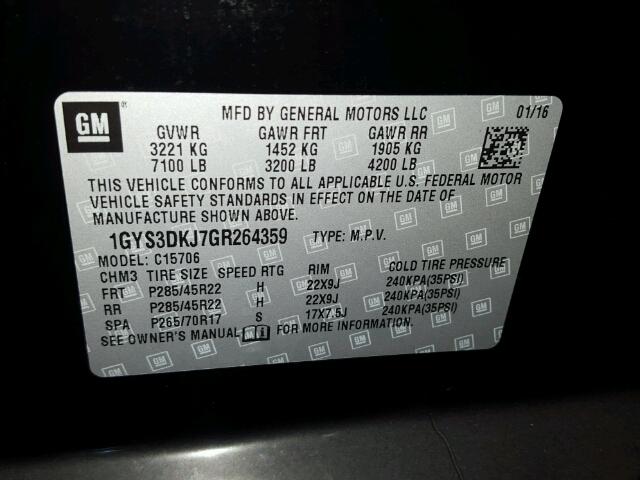 GM
MFD BY GENERAL MOTORS LLC 01/16
GVWR GAWR FRT GAWR RR
3221 KG 1452 KG 1905 KG
7100 LB 3200 LB 4200 LB
THIS VEHICLE CONFORMS TO ALL APPLICABLE U.S. FEDERAL MOTOR
VEHICLE SAFETY STANDARDS IN EFFECT ON THE DATE OF
MANUFACTURE SHOWN ABOVE.
1GYS3DKJ7GR264359 TYPE: M.P.V.
MODEL: C15706
CHM3 TIRE SIZE SPEED RTG RIM COLD TIRE PRESSURE
FRT P285/45R22 H 22X9J 240KPA(35PSI)
RR P285/45R22 H 22X9J 240KPA(35PSI)
SPA P265/70R17 S 17X7.5J 240KPA(35PSI)
SEE OWNER'S MANUAL i FOR MORE INFORMATION.